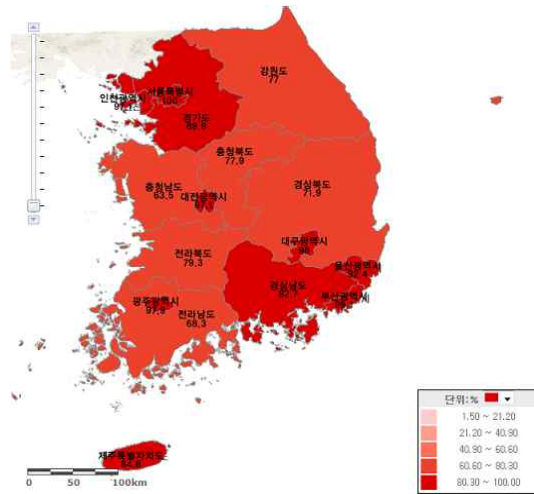 강원도
77
서울특별시
100
인천광역시
경기도
충청북도
77,9
충청남도
63,5
대전광역시
경상북도
71,9
대구광역시
전라북도
79,3
울산광역시
경상남도
부산광역시
광주광역시
97,9
전라남도
68,3
제주특별자치도
0
50
100km
단위:%
1.50 ~ 21.20
21.20 ~ 40.90
40.90 ~ 60.60
60.60 ~ 80.30
80.30 ~ 100.00